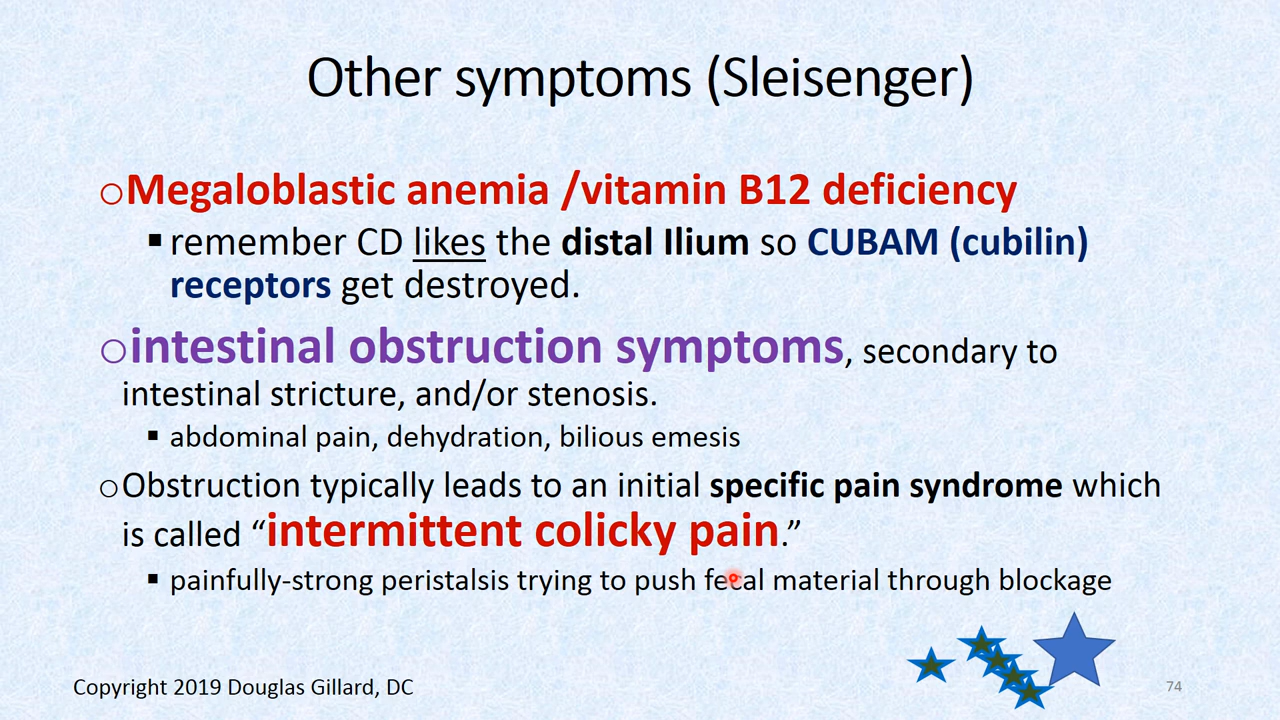 Other symptoms (Sleisenger)
○Megaloblastic anemia /vitamin B12 deficiency
▪ remember CD likes the distal Ilium so CUBAM (cubilin)
receptors get destroyed.
○intestinal obstruction symptoms, secondary to
intestinal stricture, and/or stenosis.
▪ abdominal pain, dehydration, bilious emesis
○Obstruction typically leads to an initial specific pain syndrome which
is called “intermittent colicky pain.”
▪ painfully-strong peristalsis trying to push fecal material through blockage
Copyright 2019 Douglas Gillard, DC
74